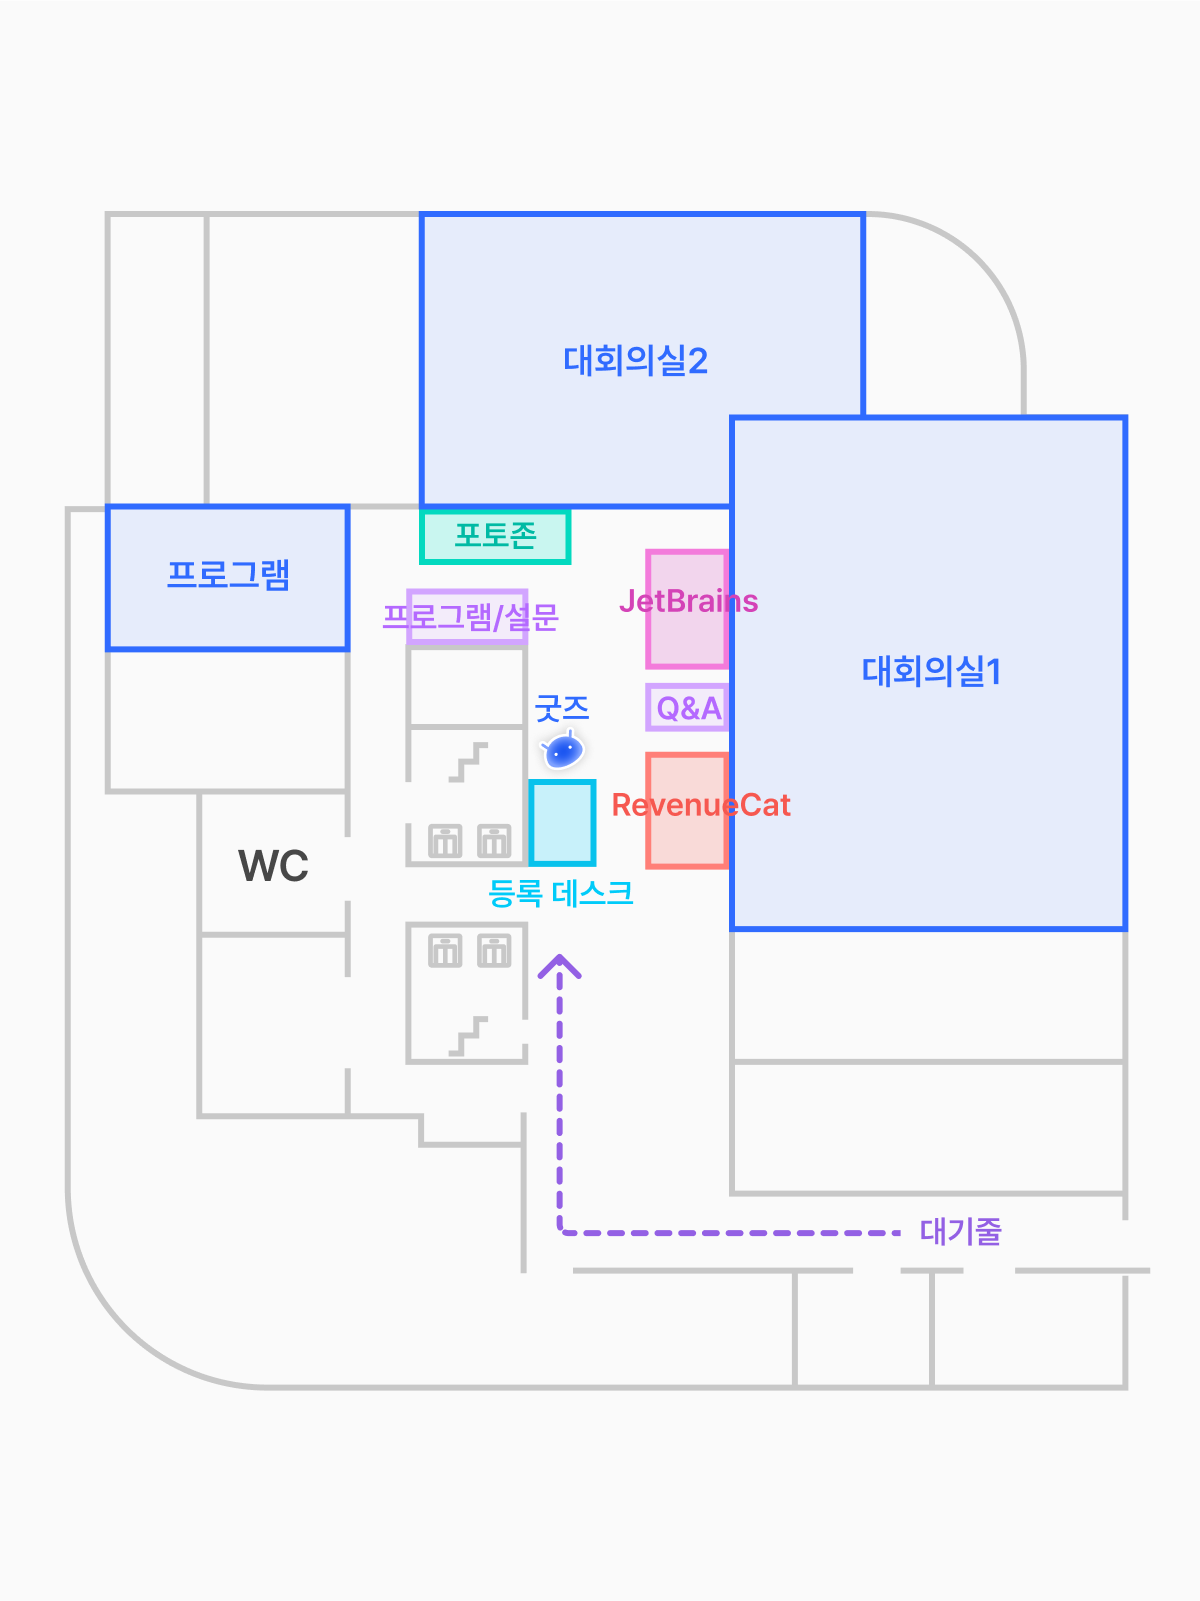 대회의실2
포토존
프로그램
JetBrains
프로그램/설문
대회의실1
굿즈
Q&A
RevenueCat
WC
등록 데스크
대기줄